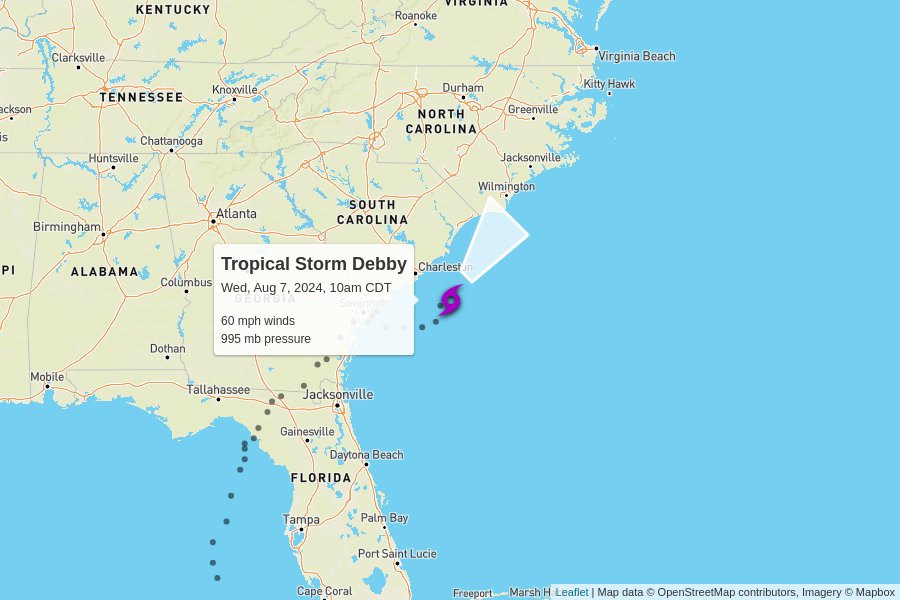 KENTUCKY
VIRGINIA
Roanoke
Clarksville
Virginia Beach
Kitty Hawk
TENNESSEE
Knoxville
Durham
Greenville
ackson
NORTH
CAROLINA
is
Chattanooga
Huntsville
Jacksonville
Wilmington
SOUTH
CAROLINA
Atlanta
Birmingham
PI
ALABAMA
Columbus
Charleston
Tropical Storm Debby
Wed, Aug 7, 2024, 10am CDT
GEORGIA
Savannah
60 mph winds
995 mb pressure
Dothan
Mobile
Tallahassee
Jacksonville
Gainesville
Daytona Beach
FLORIDA
Tampa
Palm Bay
Port Saint Lucie
Cape Coral
Freeport
Marsh H
Leaflet | Map data © OpenStreetMap contributors, Imagery © Mapbox